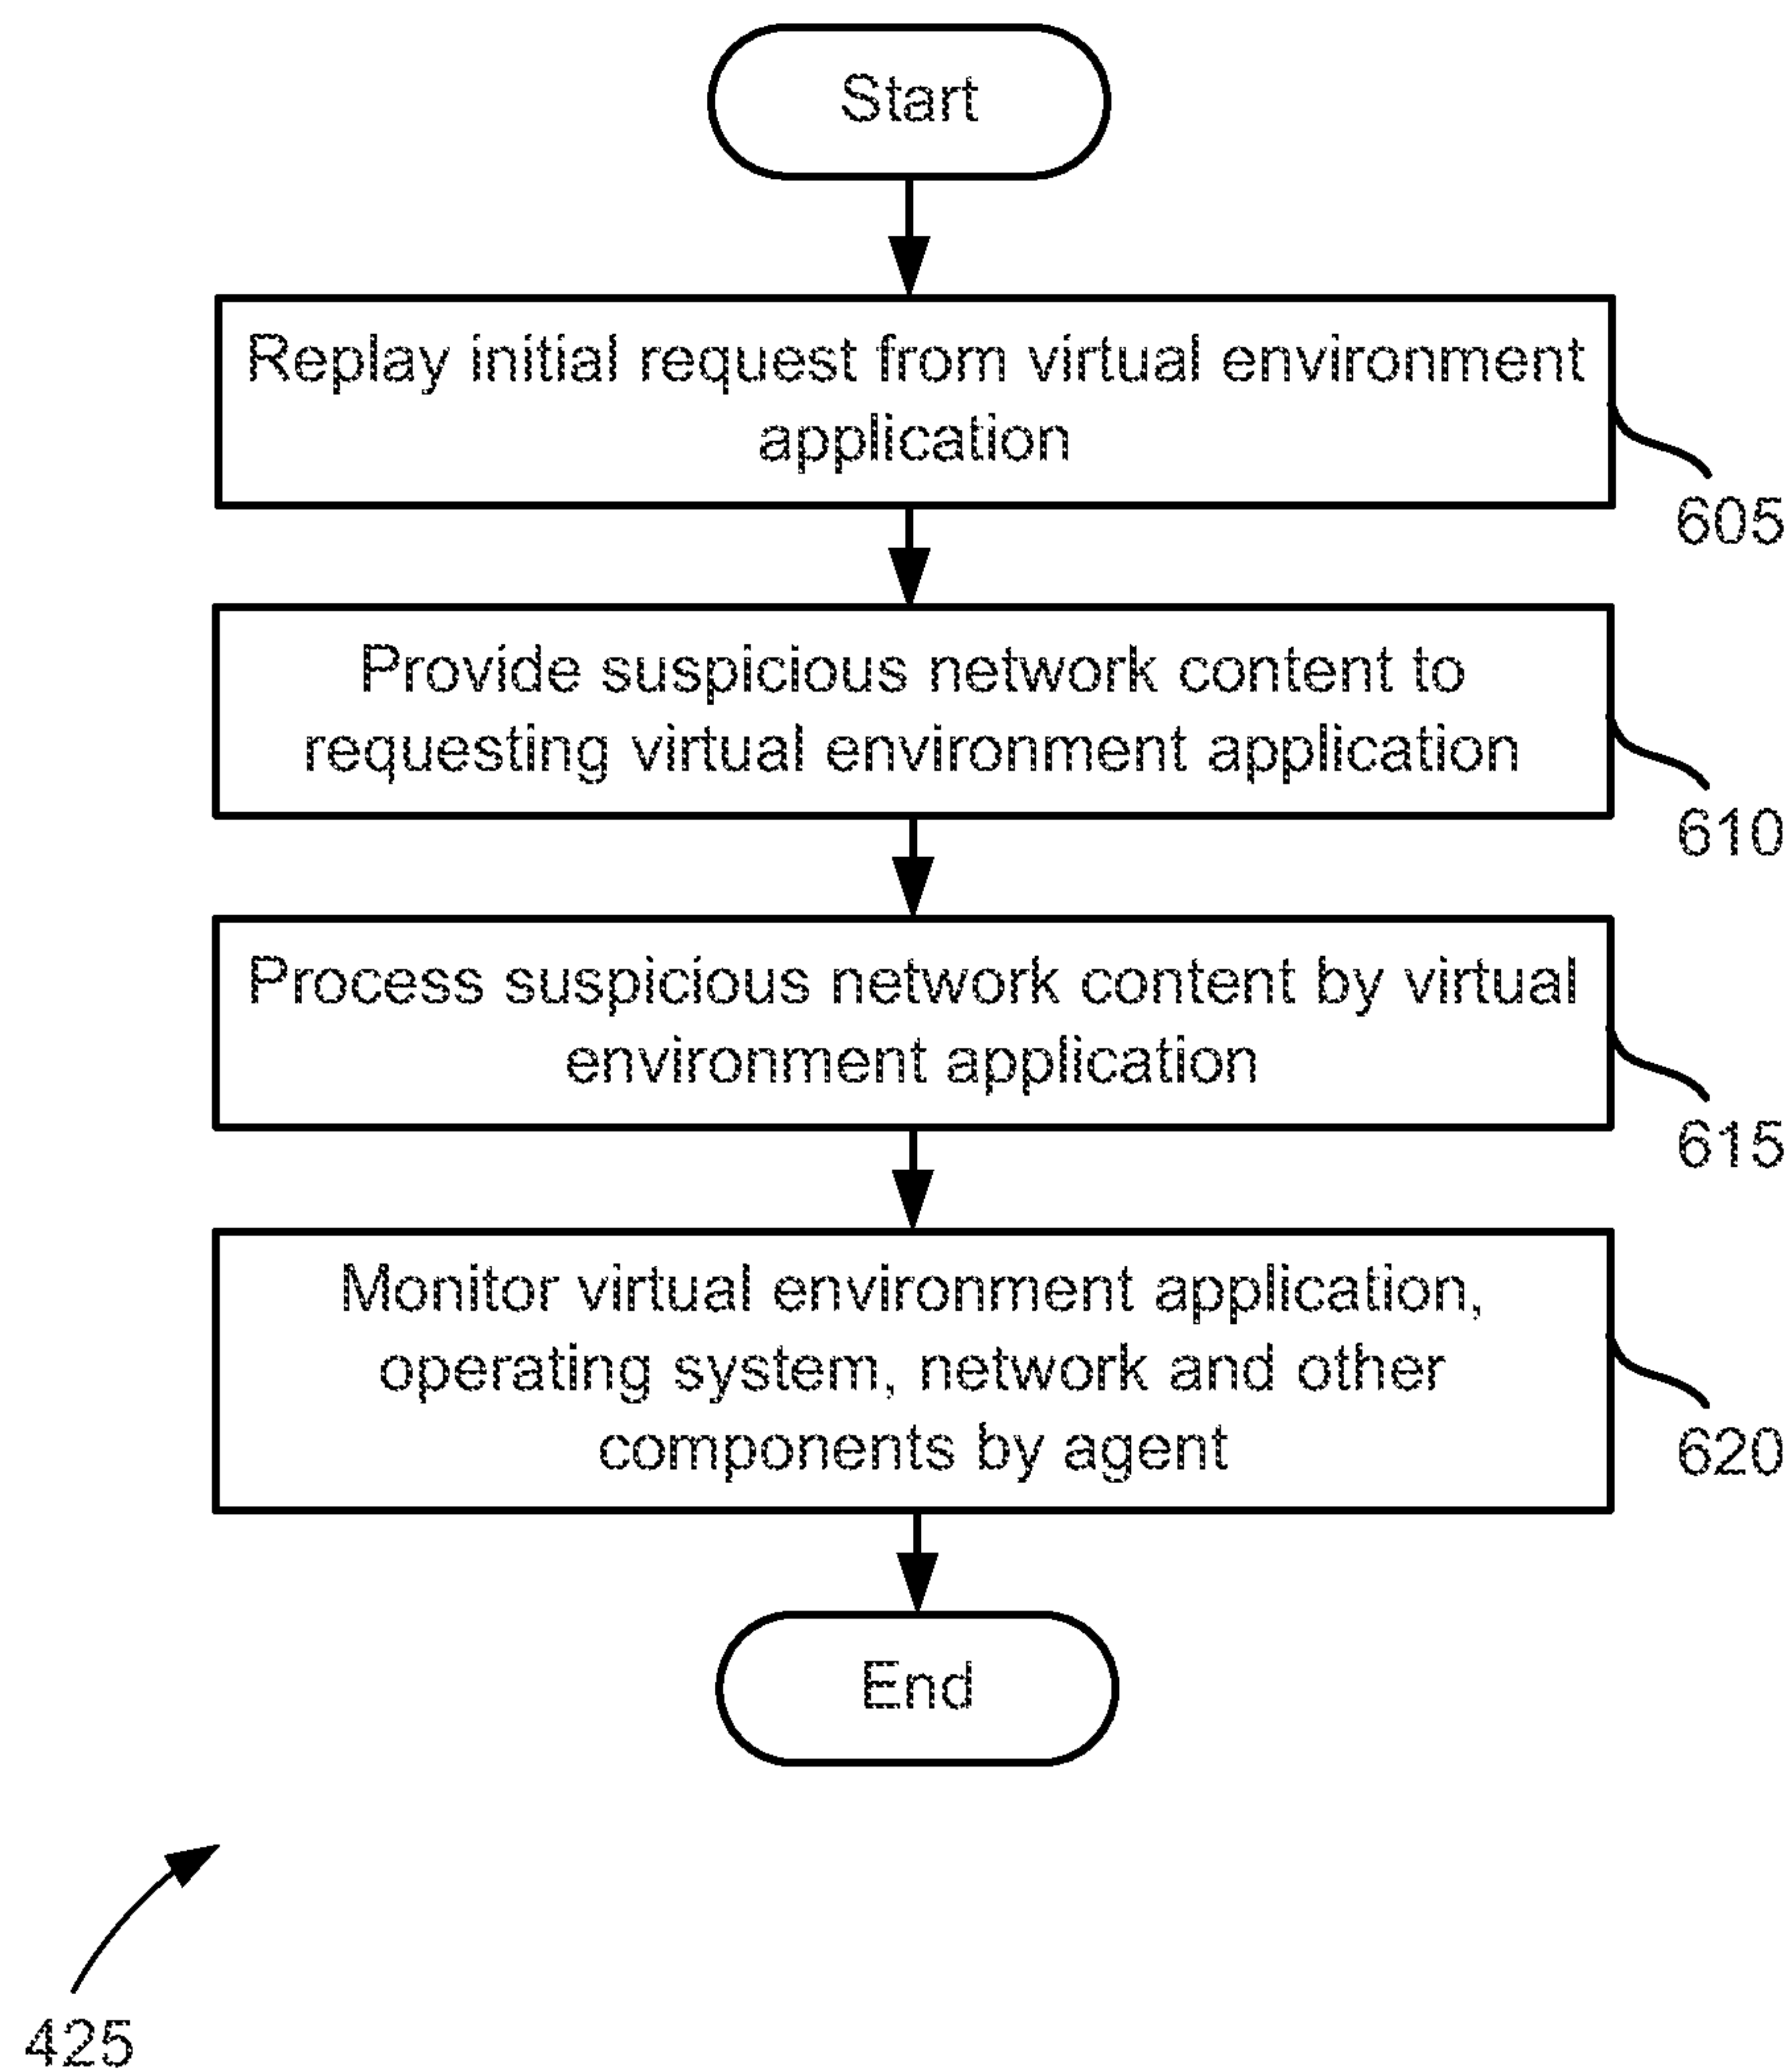 Start
Replay initial request from virtual environment
application
605
Provide suspicious network content to
requesting virtual environment application
610
Process suspicious network content by virtual
environment application
615
Monitor virtual environment application,
operating system, network and other
components by agent
620
End
425